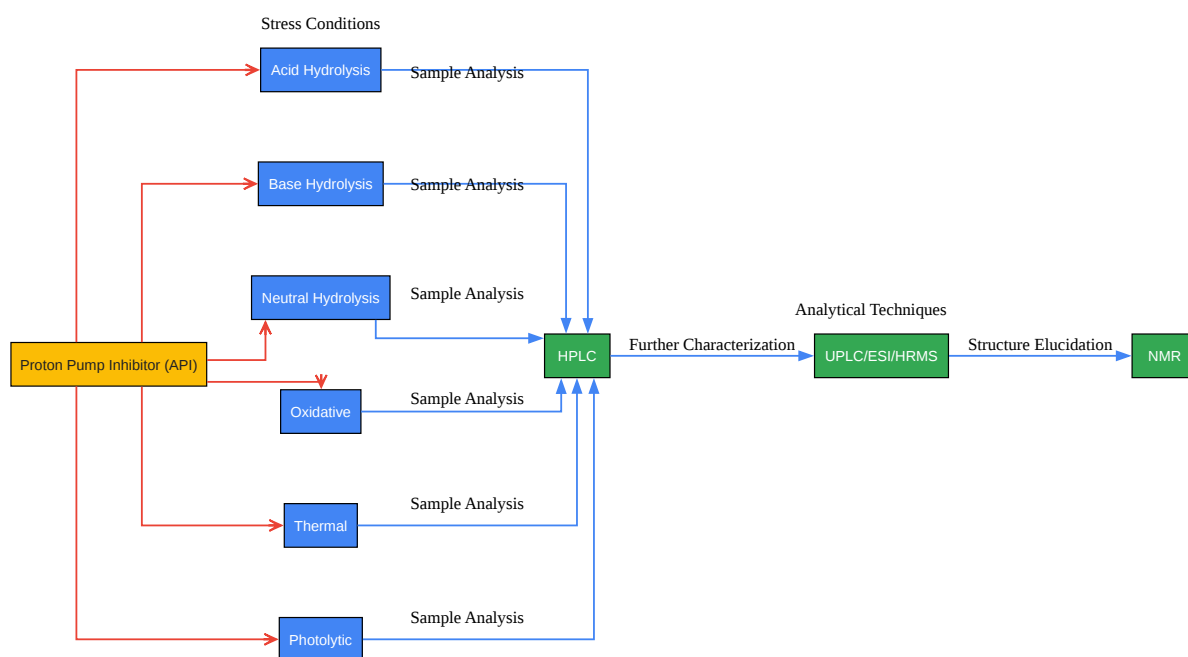 Stress Conditions
Acid Hydrolysis
Sample Analysis
Base Hydrolysis
Sample Analysis
Neutral Hydrolysis
Sample Analysis
Analytical Techniques
Proton Pump Inhibitor (API)
HPLC
Further Characterization
UPLC/ESI/HRMS
Structure Elucidation
NMR
Oxidative
Sample Analysis
Thermal
Sample Analysis
Photolytic
Sample Analysis